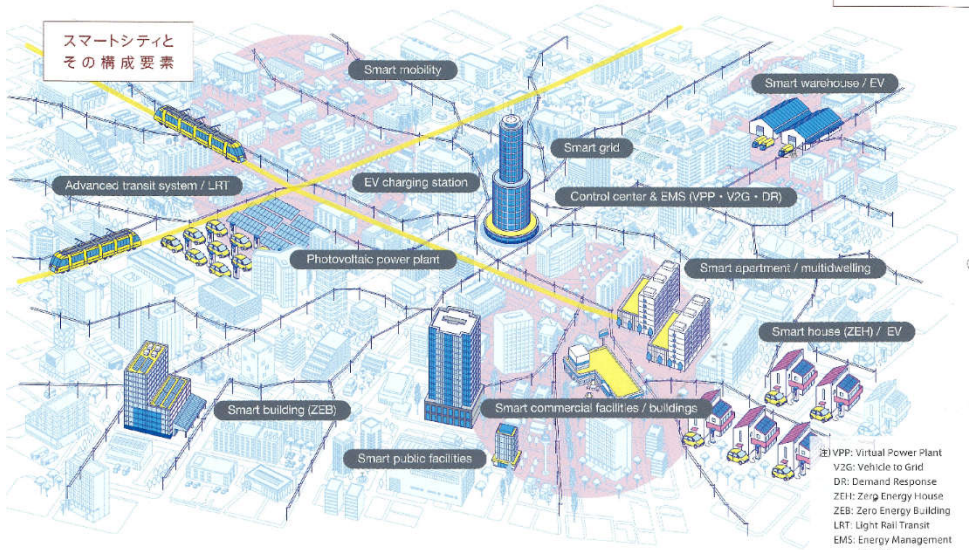 スマートシティと
その構成要素
Smart mobility
Smart warehouse / EV
Smart grid
Advanced transit system / LRT
EV charging station
Control center & EMS (VPP・V2G・DR)
Photovoltaic power plant
Smart apartment / multidwelling
Smart house (ZEH) / EV
Smart building (ZEB)
Smart commercial facilities / buildings
Smart public facilities
注) VPP: Virtual Power Plant
V2G: Vehicle to Grid
DR: Demand Response
ZEH: Zero Energy House
ZEB: Zero Energy Building
LRT: Light Rail Transit
EMS: Energy Management